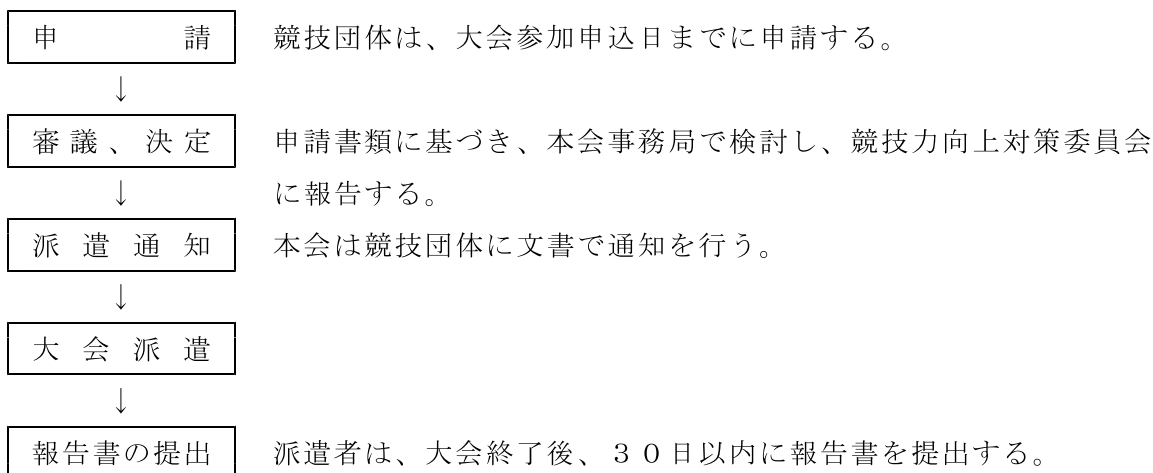 申請 競技団体は、大会参加申込日までに申請する。
↓
審議、決定 申請書類に基づき、本会事務局で検討し、競技力向上対策委員会
↓ に報告する。
派遣通知 本会は競技団体に文書で通知を行う。
↓
大会派遣
↓
報告書の提出 派遣者は、大会終了後、３０日以内に報告書を提出する。